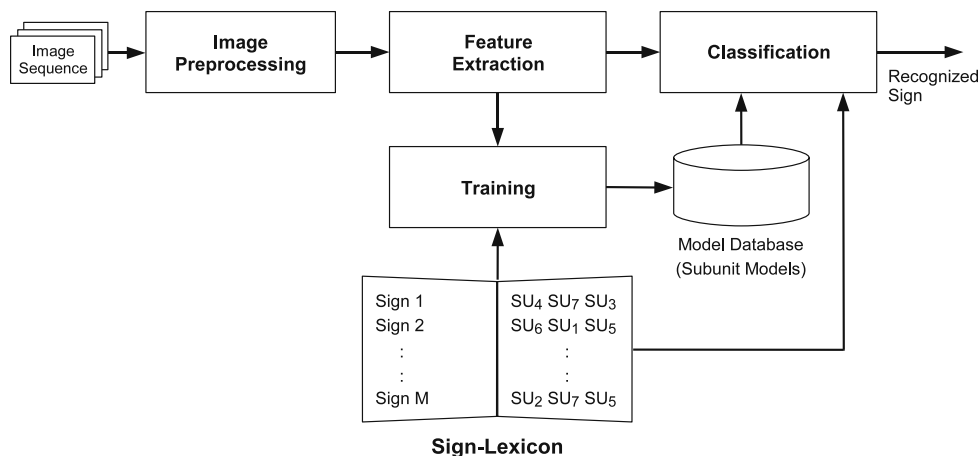 Image
Sequence
Image
Preprocessing
Feature
Extraction
Classification
Recognized
Sign
Training
Model Database
(Subunit Models)
Sign 1 SU4 SU7 SU3
Sign 2 SU6 SU1 SU5
: :
: :
Sign M SU2 SU7 SU5
Sign-Lexicon